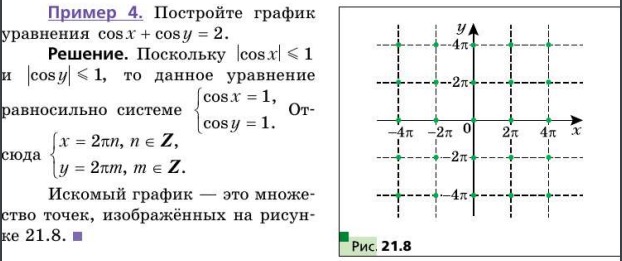 Пример 4. Постройте график
уравнения cos x + cos y = 2.
Решение. Поскольку |cos x| ⩽ 1
и |cos y| ⩽ 1, то данное уравнение
равносильно системе {cos x = 1, cos y = 1. От-
сюда {x = 2πn, n ∈ Z, y = 2πm, m ∈ Z.
Искомый график — это множе-
ство точек, изображённых на рисун-
ке 21.8. ■
y
4π
2π
−4π −2π 0 2π 4π x
−2π
−4π
Рис. 21.8